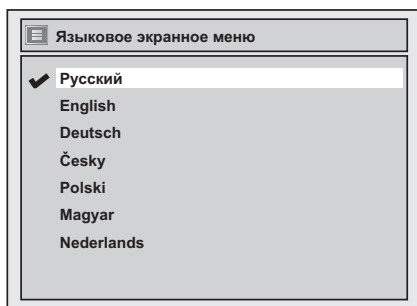 Языковое экранное меню
Русский
English
Deutsch
Česky
Polski
Magyar
Nederlands